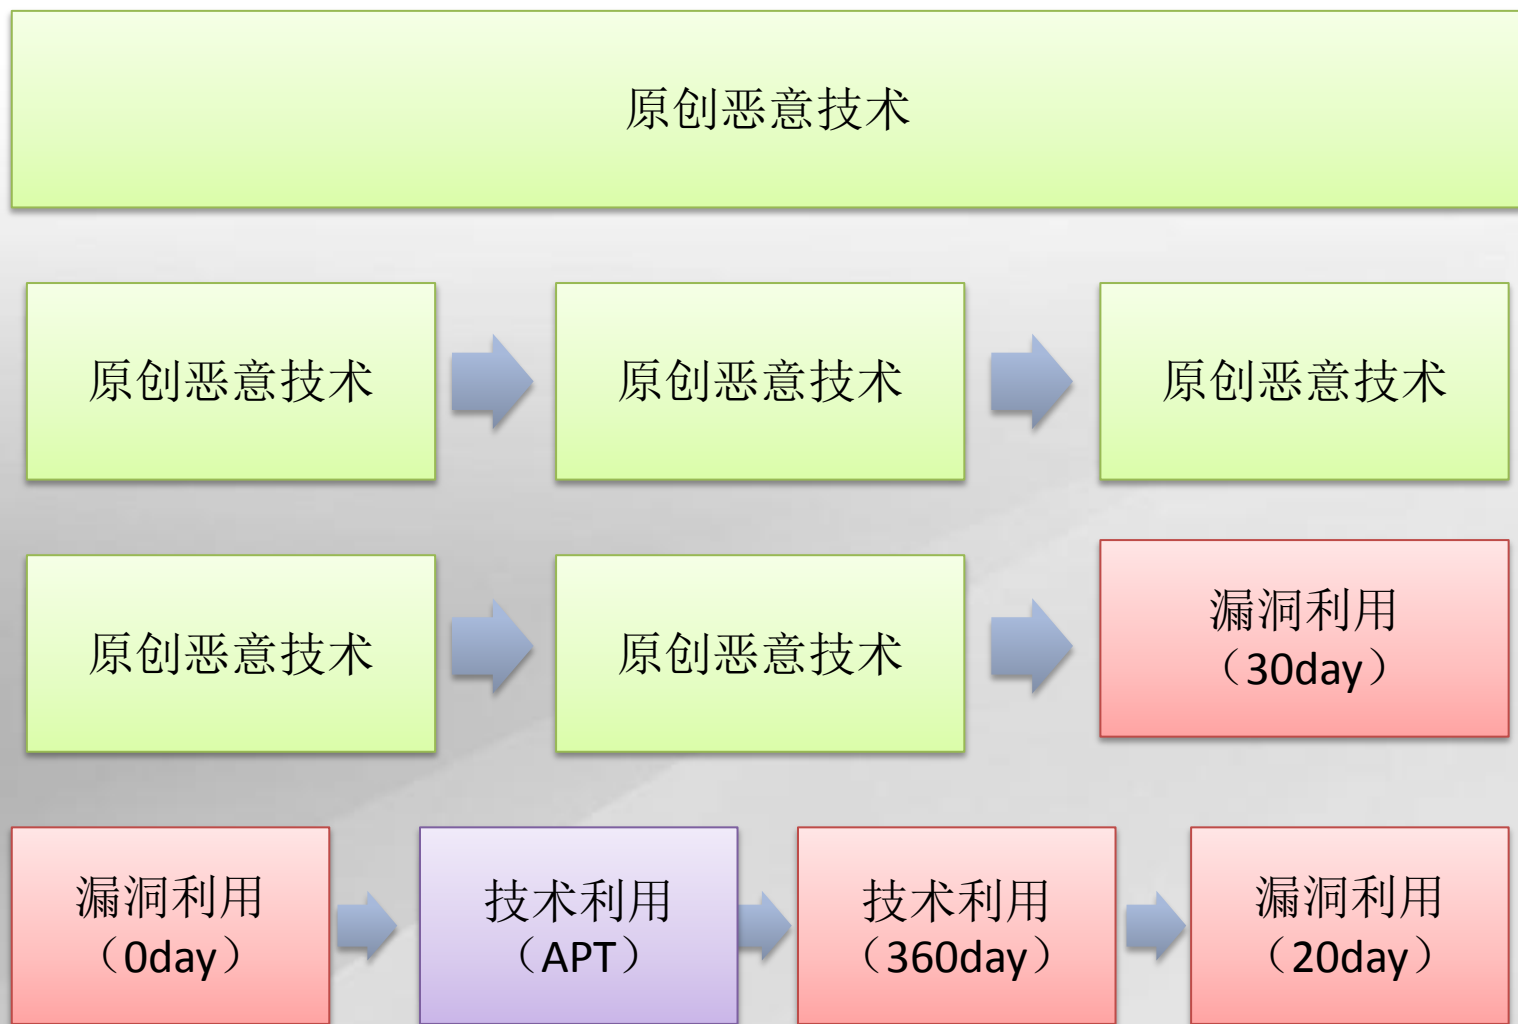 原创恶意技术
原创恶意技术
原创恶意技术
原创恶意技术
原创恶意技术
原创恶意技术
漏洞利用
（30day）
漏洞利用
（0day）
技术利用
（APT）
技术利用
（360day）
漏洞利用
（20day）